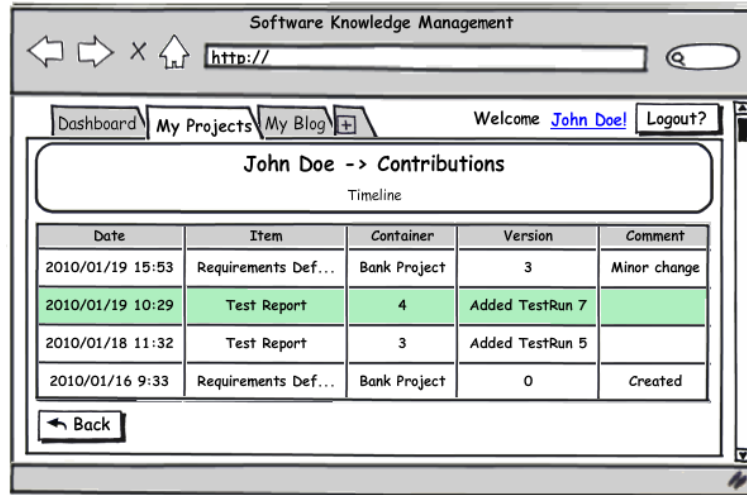 Software Knowledge Management
http://
Dashboard My Projects My Blog + Welcome John Doe! Logout?
John Doe -> Contributions
Timeline
Date Item Container Version Comment
2010/01/19 15:53 Requirements Def... Bank Project 3 Minor change
2010/01/19 10:29 Test Report 4 Added TestRun 7
2010/01/18 11:32 Test Report 3 Added TestRun 5
2010/01/16 9:33 Requirements Def... Bank Project 0 Created
Back